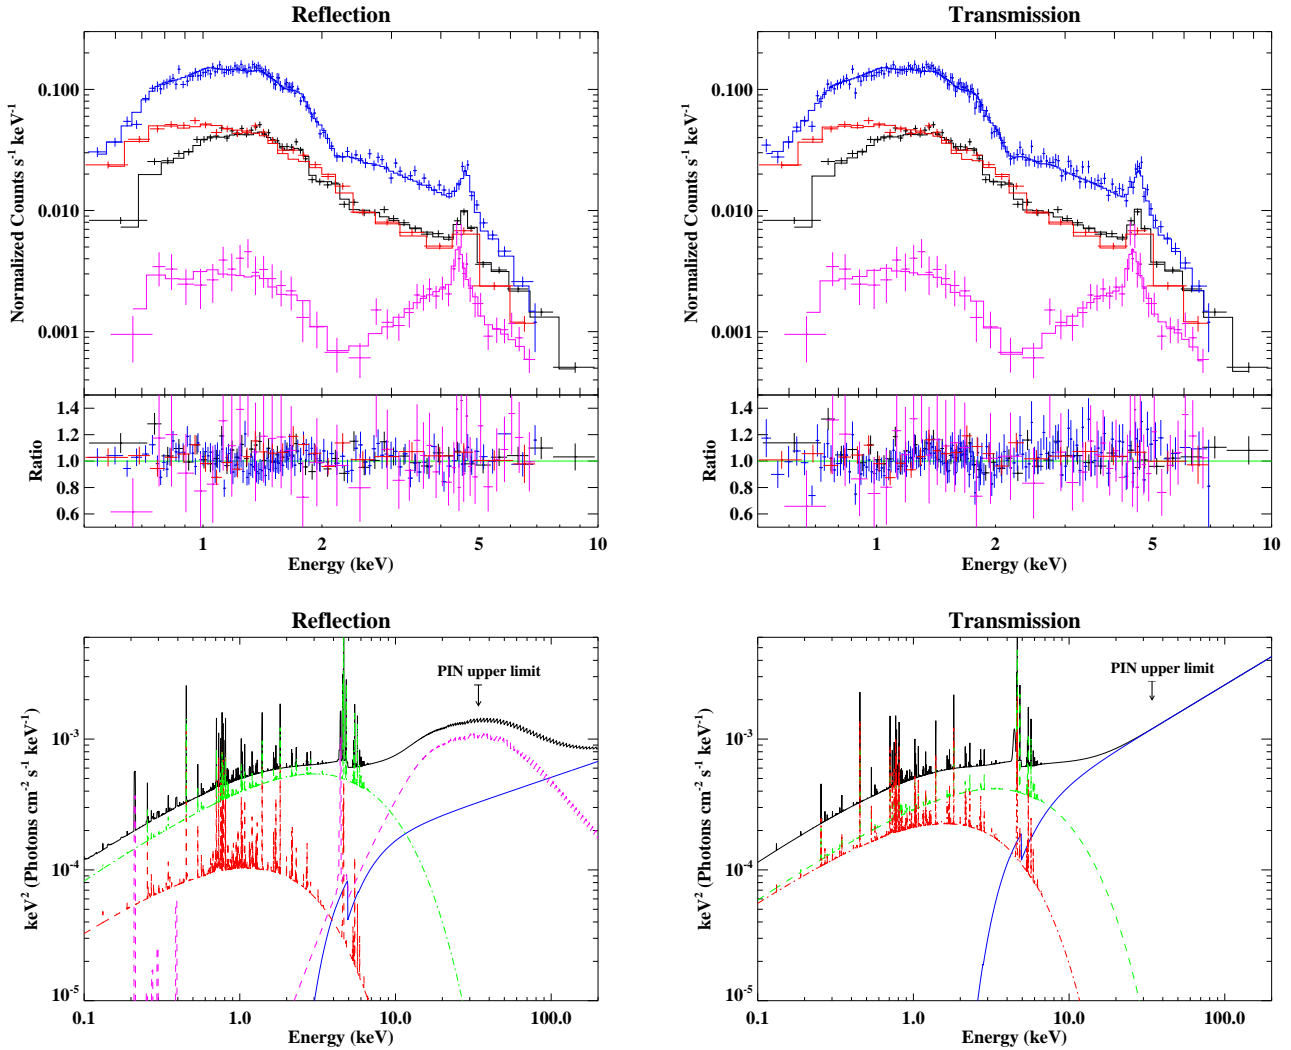 Reflection
Normalized Counts s⁻¹ keV⁻¹
0.100
0.010
0.001
Ratio
1.4
1.2
1.0
0.8
0.6
1 2 5 10
Energy (keV)
Transmission
Normalized Counts s⁻¹ keV⁻¹
0.100
0.010
0.001
Ratio
1.4
1.2
1.0
0.8
0.6
1 2 5 10
Energy (keV)
Reflection
PIN upper limit
keV² (Photons cm⁻² s⁻¹ keV⁻¹)
10⁻³
10⁻⁴
10⁻⁵
0.1 1.0 10.0 100.0
Energy (keV)
Transmission
PIN upper limit
keV² (Photons cm⁻² s⁻¹ keV⁻¹)
10⁻³
10⁻⁴
10⁻⁵
0.1 1.0 10.0 100.0
Energy (keV)